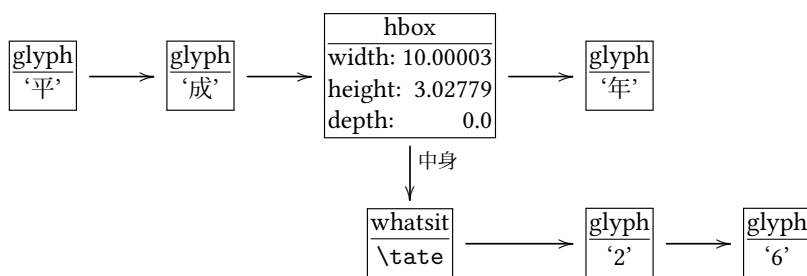 glyph
‘平’
glyph
‘成’
hbox
width: 10.00003
height: 3.02779
depth: 0.0
glyph
‘年’
中身
whatsit
\tate
glyph
‘2’
glyph
‘6’